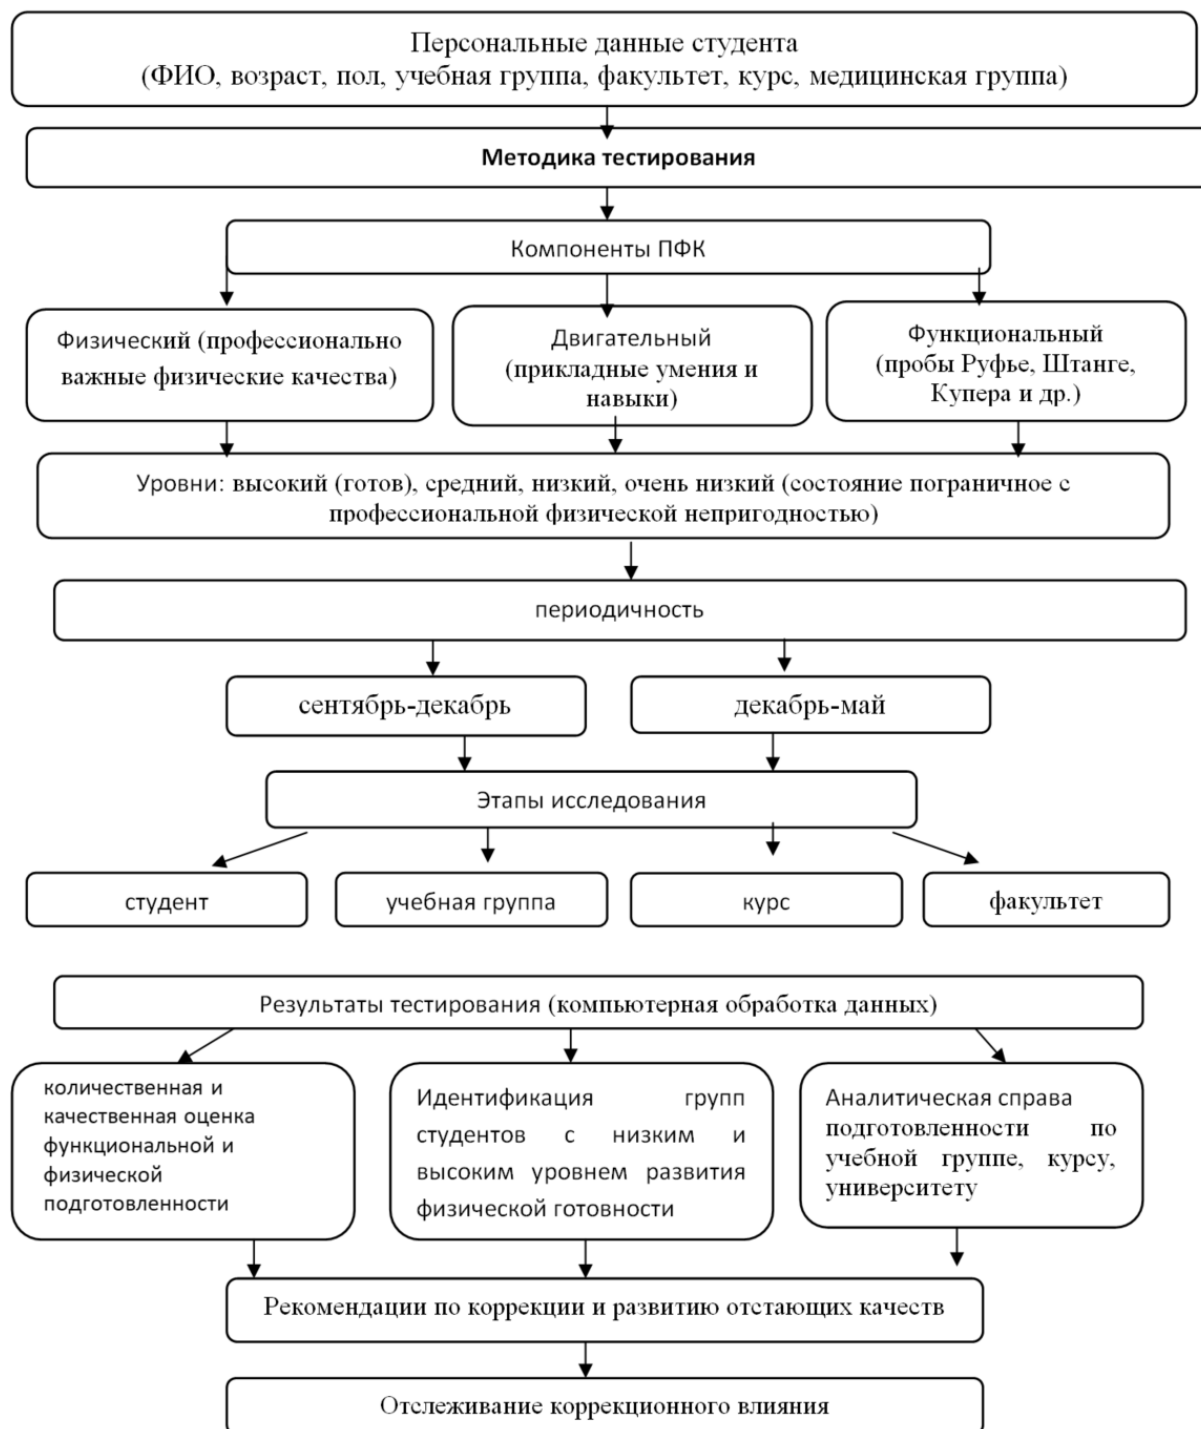 Персональные данные студента
(ФИО, возраст, пол, учебная группа, факультет, курс, медицинская группа)
Методика тестирования
Компоненты ПФК
Физический (профессионально
важные физические качества)
Двигательный
(прикладные умения и
навыки)
Функциональный
(пробы Руфье, Штанге,
Купера и др.)
Уровни: высокий (готов), средний, низкий, очень низкий (состояние пограничное с
профессиональной физической непригодностью)
периодичность
сентябрь-декабрь
декабрь-май
Этапы исследования
студент
учебная группа
курс
факультет
Результаты тестирования (компьютерная обработка данных)
количественная и
качественная оценка
функциональной и
физической
подготовленности
Идентификация групп
студентов с низким и
высоким уровнем развития
физической готовности
Аналитическая справа
подготовленности по
учебной группе, курсу,
университету
Рекомендации по коррекции и развитию отстающих качеств
Отслеживание коррекционного влияния